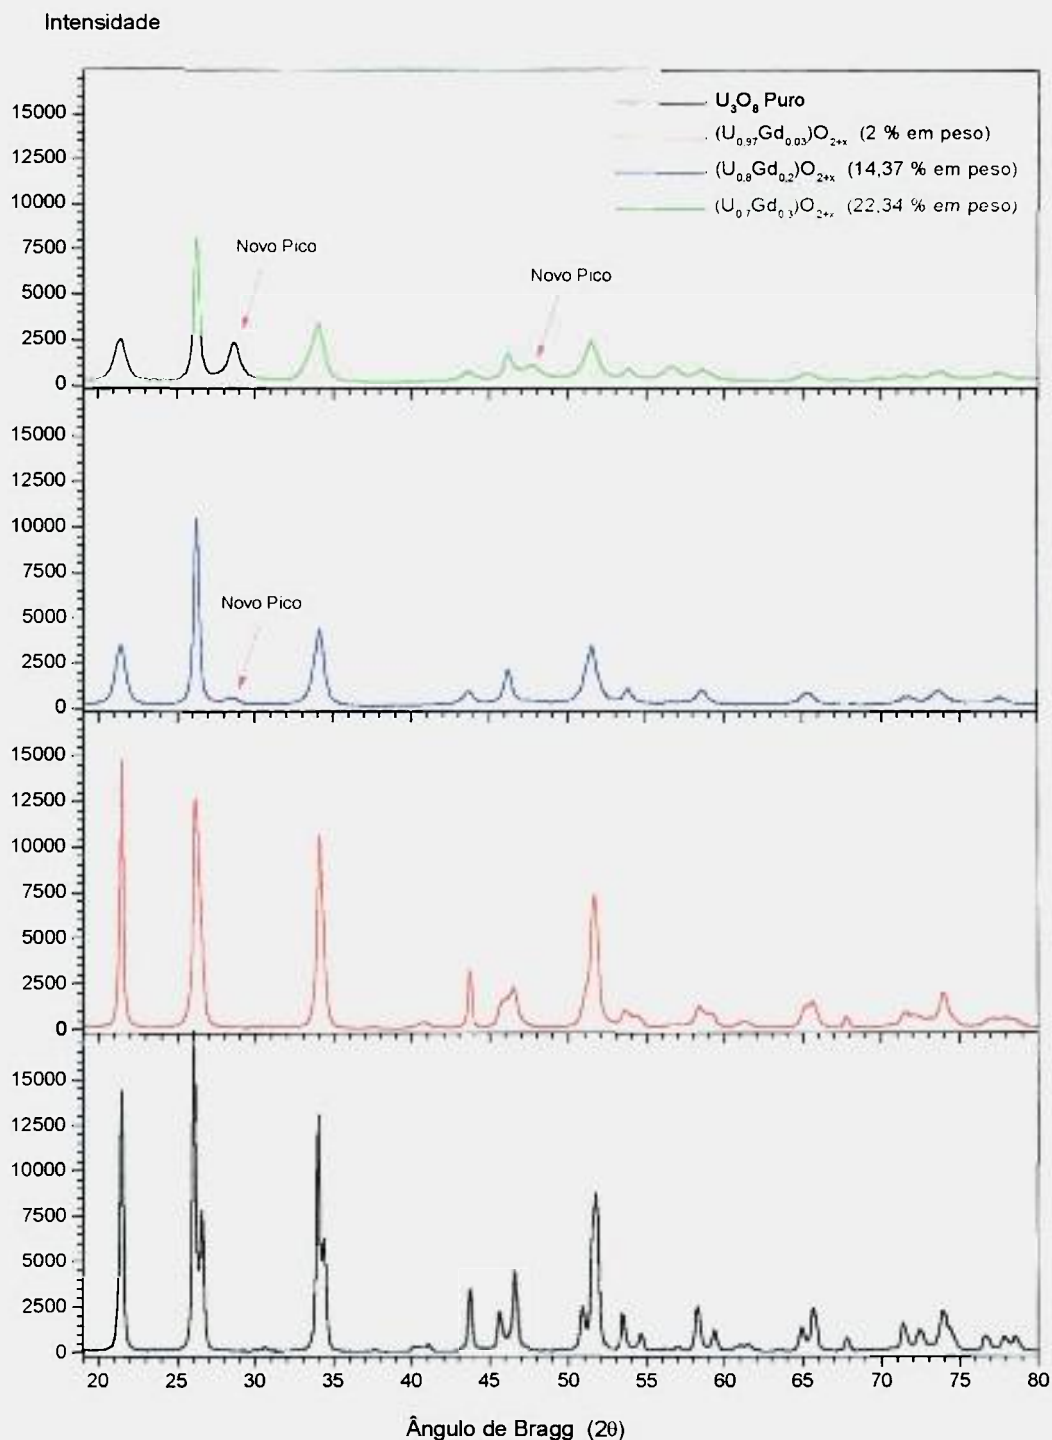 Intensidade
U₃O₈ Puro
(U₀,₉₇Gd₀,₀₃)O₂₊ₓ (2 % em peso)
(U₀,₈Gd₀,₂)O₂₊ₓ (14,37 % em peso)
(U₀,₇Gd₀,₃)O₂₊ₓ (22,34 % em peso)
15000
12500
10000
7500
5000
2500
0
Novo Pico
Novo Pico
15000
12500
10000
7500
5000
2500
0
Novo Pico
15000
12500
10000
7500
5000
2500
0
15000
12500
10000
7500
5000
2500
0
20 25 30 35 40 45 50 55 60 65 70 75 80
Ângulo de Bragg (2θ)